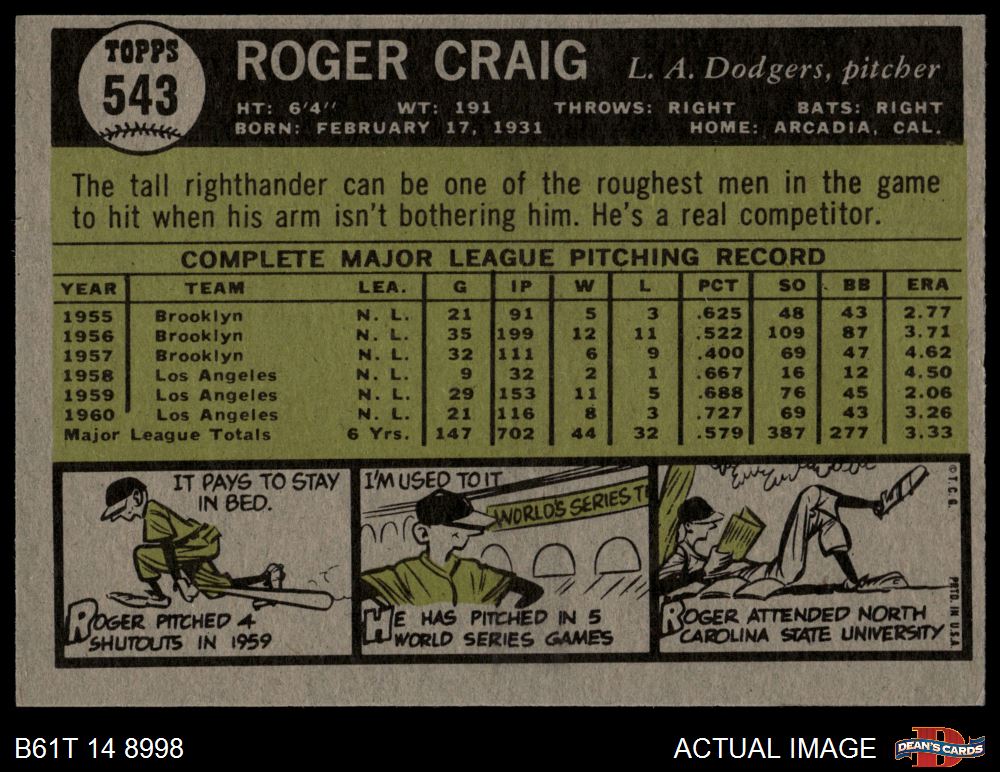 TOPPS
543
ROGER CRAIG L. A. Dodgers, pitcher
HT: 6'4" WT: 191 THROWS: RIGHT BATS: RIGHT
BORN: FEBRUARY 17, 1931 HOME: ARCADIA, CAL.
The tall righthander can be one of the roughest men in the game
to hit when his arm isn't bothering him. He's a real competitor.
COMPLETE MAJOR LEAGUE PITCHING RECORD
YEAR TEAM LEA. G IP W L PCT SO BB ERA
1955 Brooklyn N. L. 21 91 5 3 .625 48 43 2.77
1956 Brooklyn N. L. 35 199 12 11 .522 109 87 3.71
1957 Brooklyn N. L. 32 111 6 9 .400 69 47 4.62
1958 Los Angeles N. L. 9 32 2 1 .667 16 12 4.50
1959 Los Angeles N. L. 29 153 11 5 .688 76 45 2.06
1960 Los Angeles N. L. 21 116 8 3 .727 69 43 3.26
Major League Totals 6 Yrs. 147 702 44 32 .579 387 277 3.33
IT PAYS TO STAY
IN BED.
ROGER PITCHED 4
SHUTOUTS IN 1959
I'M USED TO IT
WORLD'S SERIES T
HE HAS PITCHED IN 5
WORLD SERIES GAMES
ROGER ATTENDED NORTH
CAROLINA STATE UNIVERSITY
© T. C. G.
PRTD. IN U.S.A.
B61T 14 8998
ACTUAL IMAGE
D
DEAN'S CARDS